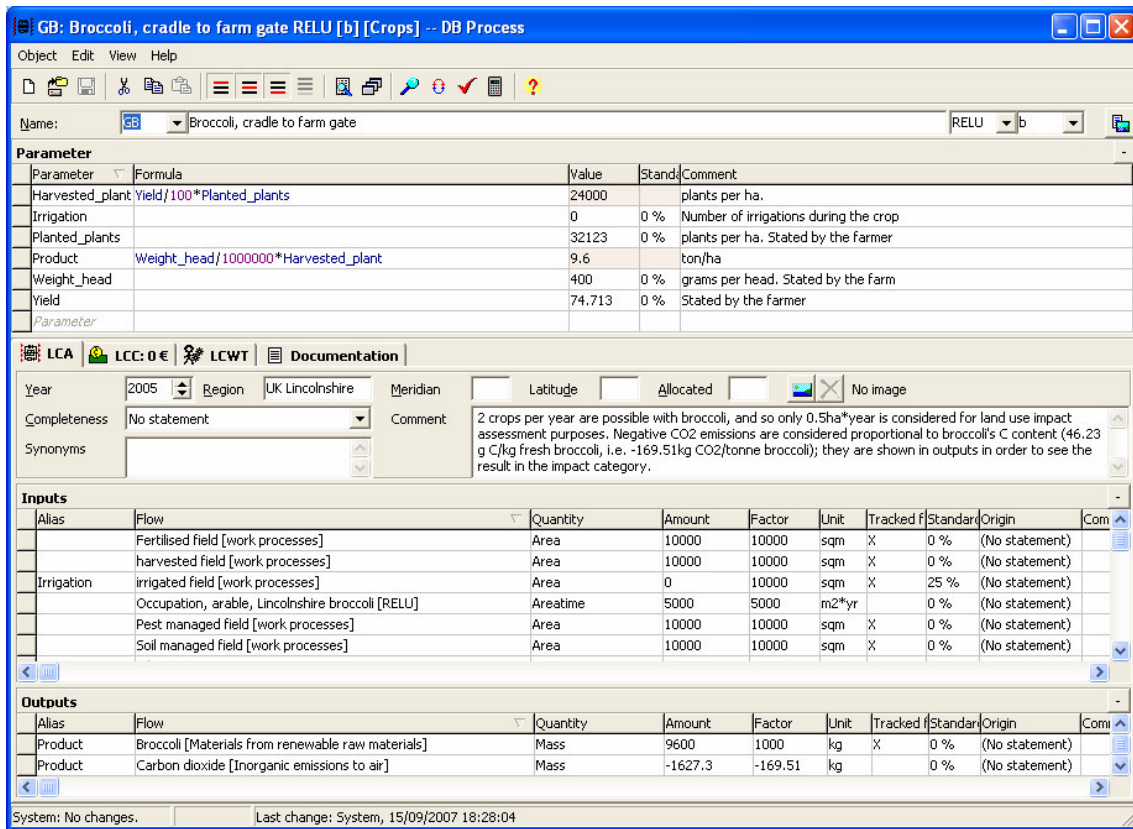 GB: Broccoli, cradle to farm gate RELU [b] [Crops] -- DB Process
Object Edit View Help
Name: GB Broccoli, cradle to farm gate RELU b
Parameter -
Parameter Formula Value Standa Comment
Harvested_plant Yield/100*Planted_plants 24000 plants per ha.
Irrigation 0 0 % Number of irrigations during the crop
Planted_plants 32123 0 % plants per ha. Stated by the farmer
Product Weight_head/1000000*Harvested_plant 9.6 ton/ha
Weight_head 400 0 % grams per head. Stated by the farm
Yield 74.713 0 % Stated by the farmer
Parameter
LCA LCC: 0 € LCWT Documentation
Year 2005 Region UK Lincolnshire Meridian Latitude Allocated No image
Completeness No statement Comment 2 crops per year are possible with broccoli, and so only 0.5ha*year is considered for land use impact
assessment purposes. Negative CO2 emissions are considered proportional to broccoli's C content (46.23
Synonyms g C/kg fresh broccoli, i.e. -169.51kg CO2/tonne broccoli); they are shown in outputs in order to see the
result in the impact category.
Inputs -
Alias Flow Quantity Amount Factor Unit Tracked f Standard Origin Com
Fertilised field [work processes] Area 10000 10000 sqm X 0 % (No statement)
harvested field [work processes] Area 10000 10000 sqm X 0 % (No statement)
Irrigation irrigated field [work processes] Area 0 10000 sqm X 25 % (No statement)
Occupation, arable, Lincolnshire broccoli [RELU] Areatime 5000 5000 m2*yr 0 % (No statement)
Pest managed field [work processes] Area 10000 10000 sqm X 0 % (No statement)
Soil managed field [work processes] Area 10000 10000 sqm X 0 % (No statement)
Outputs -
Alias Flow Quantity Amount Factor Unit Tracked f Standard Origin Com
Product Broccoli [Materials from renewable raw materials] Mass 9600 1000 kg X 0 % (No statement)
Product Carbon dioxide [Inorganic emissions to air] Mass -1627.3 -169.51 kg 0 % (No statement)
System: No changes. Last change: System, 15/09/2007 18:28:04